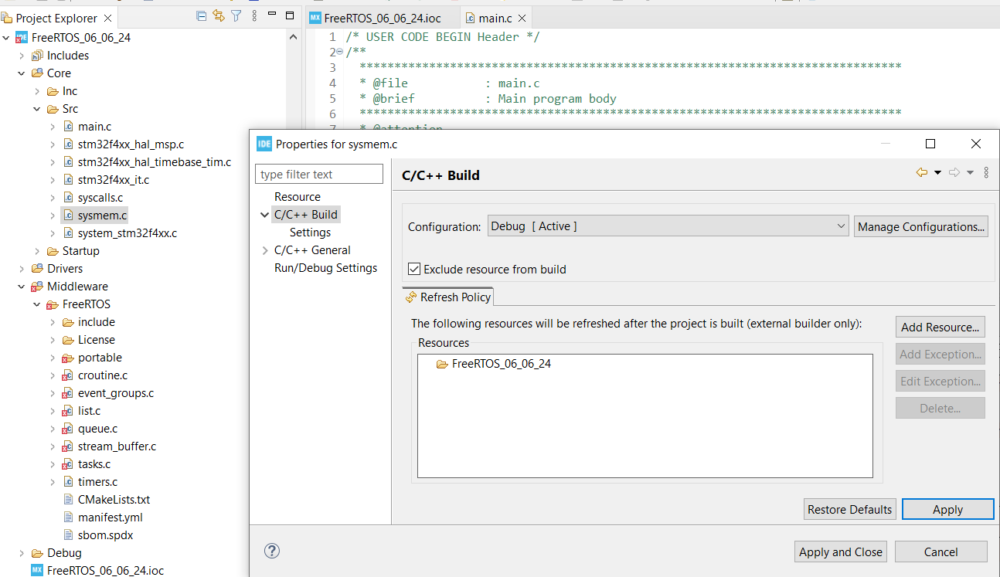 Project Explorer
FreeRTOS_06_06_24
Includes
Core
Inc
Src
main.c
stm32f4xx_hal_msp.c
stm32f4xx_hal_timebase_tim.c
stm32f4xx_it.c
syscalls.c
sysmem.c
system_stm32f4xx.c
Startup
Drivers
Middleware
FreeRTOS
include
License
portable
croutine.c
event_groups.c
list.c
queue.c
stream_buffer.c
tasks.c
timers.c
CMakeLists.txt
manifest.yml
sbom.spdx
Debug
MX FreeRTOS_06_06_24.ioc
MX FreeRTOS_06_06_24.ioc
main.c
1 /* USER CODE BEGIN Header */
2 /**
3 ******************************************************************************
4 * @file : main.c
5 * @brief : Main program body
6 ******************************************************************************
7 * @attention
IDE Properties for sysmem.c
type filter text
Resource
C/C++ Build
Settings
C/C++ General
Run/Debug Settings
C/C++ Build
Configuration: Debug [ Active ] Manage Configurations...
Exclude resource from build
Refresh Policy
The following resources will be refreshed after the project is built (external builder only):
Resources
FreeRTOS_06_06_24
Add Resource...
Add Exception...
Edit Exception...
Delete...
Restore Defaults Apply
Apply and Close Cancel